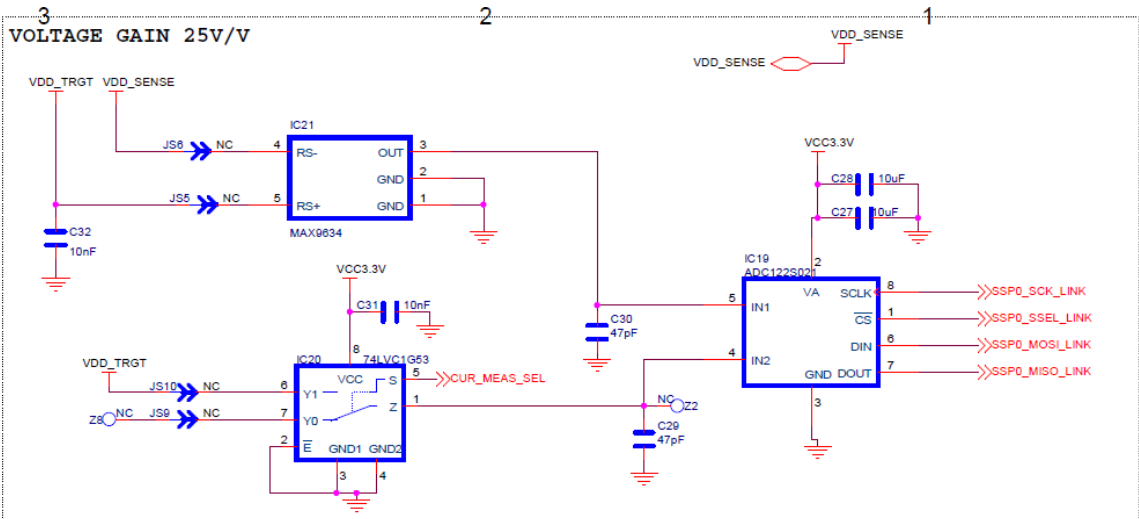 3 2 1
VOLTAGE GAIN 25V/V
VDD_SENSE
VDD_SENSE
VDD_TRGT VDD_SENSE
IC21
JS6 NC 4 RS- OUT 3
GND 2
JS5 NC 5 RS+ GND 1
MAX9634
C32
10nF
VCC3.3V
C28 10uF
C27 10uF
2
IC19
ADC122S021
VA SCLK 8 SSP0_SCK_LINK
5 IN1
CS 1 SSP0_SSEL_LINK
DIN 6 SSP0_MOSI_LINK
4 IN2
GND DOUT 7 SSP0_MISO_LINK
3
C30
47pF
VCC3.3V
C31 10nF
8
IC20 74LVC1G53
VDD_TRGT
VCC S 5 CUR_MEAS_SEL
JS10 NC 6 Y1
Z 1
Z8 NC JS9 NC 7 Y0
2 E GND1 GND2
3 4
NC Z2
C29
47pF